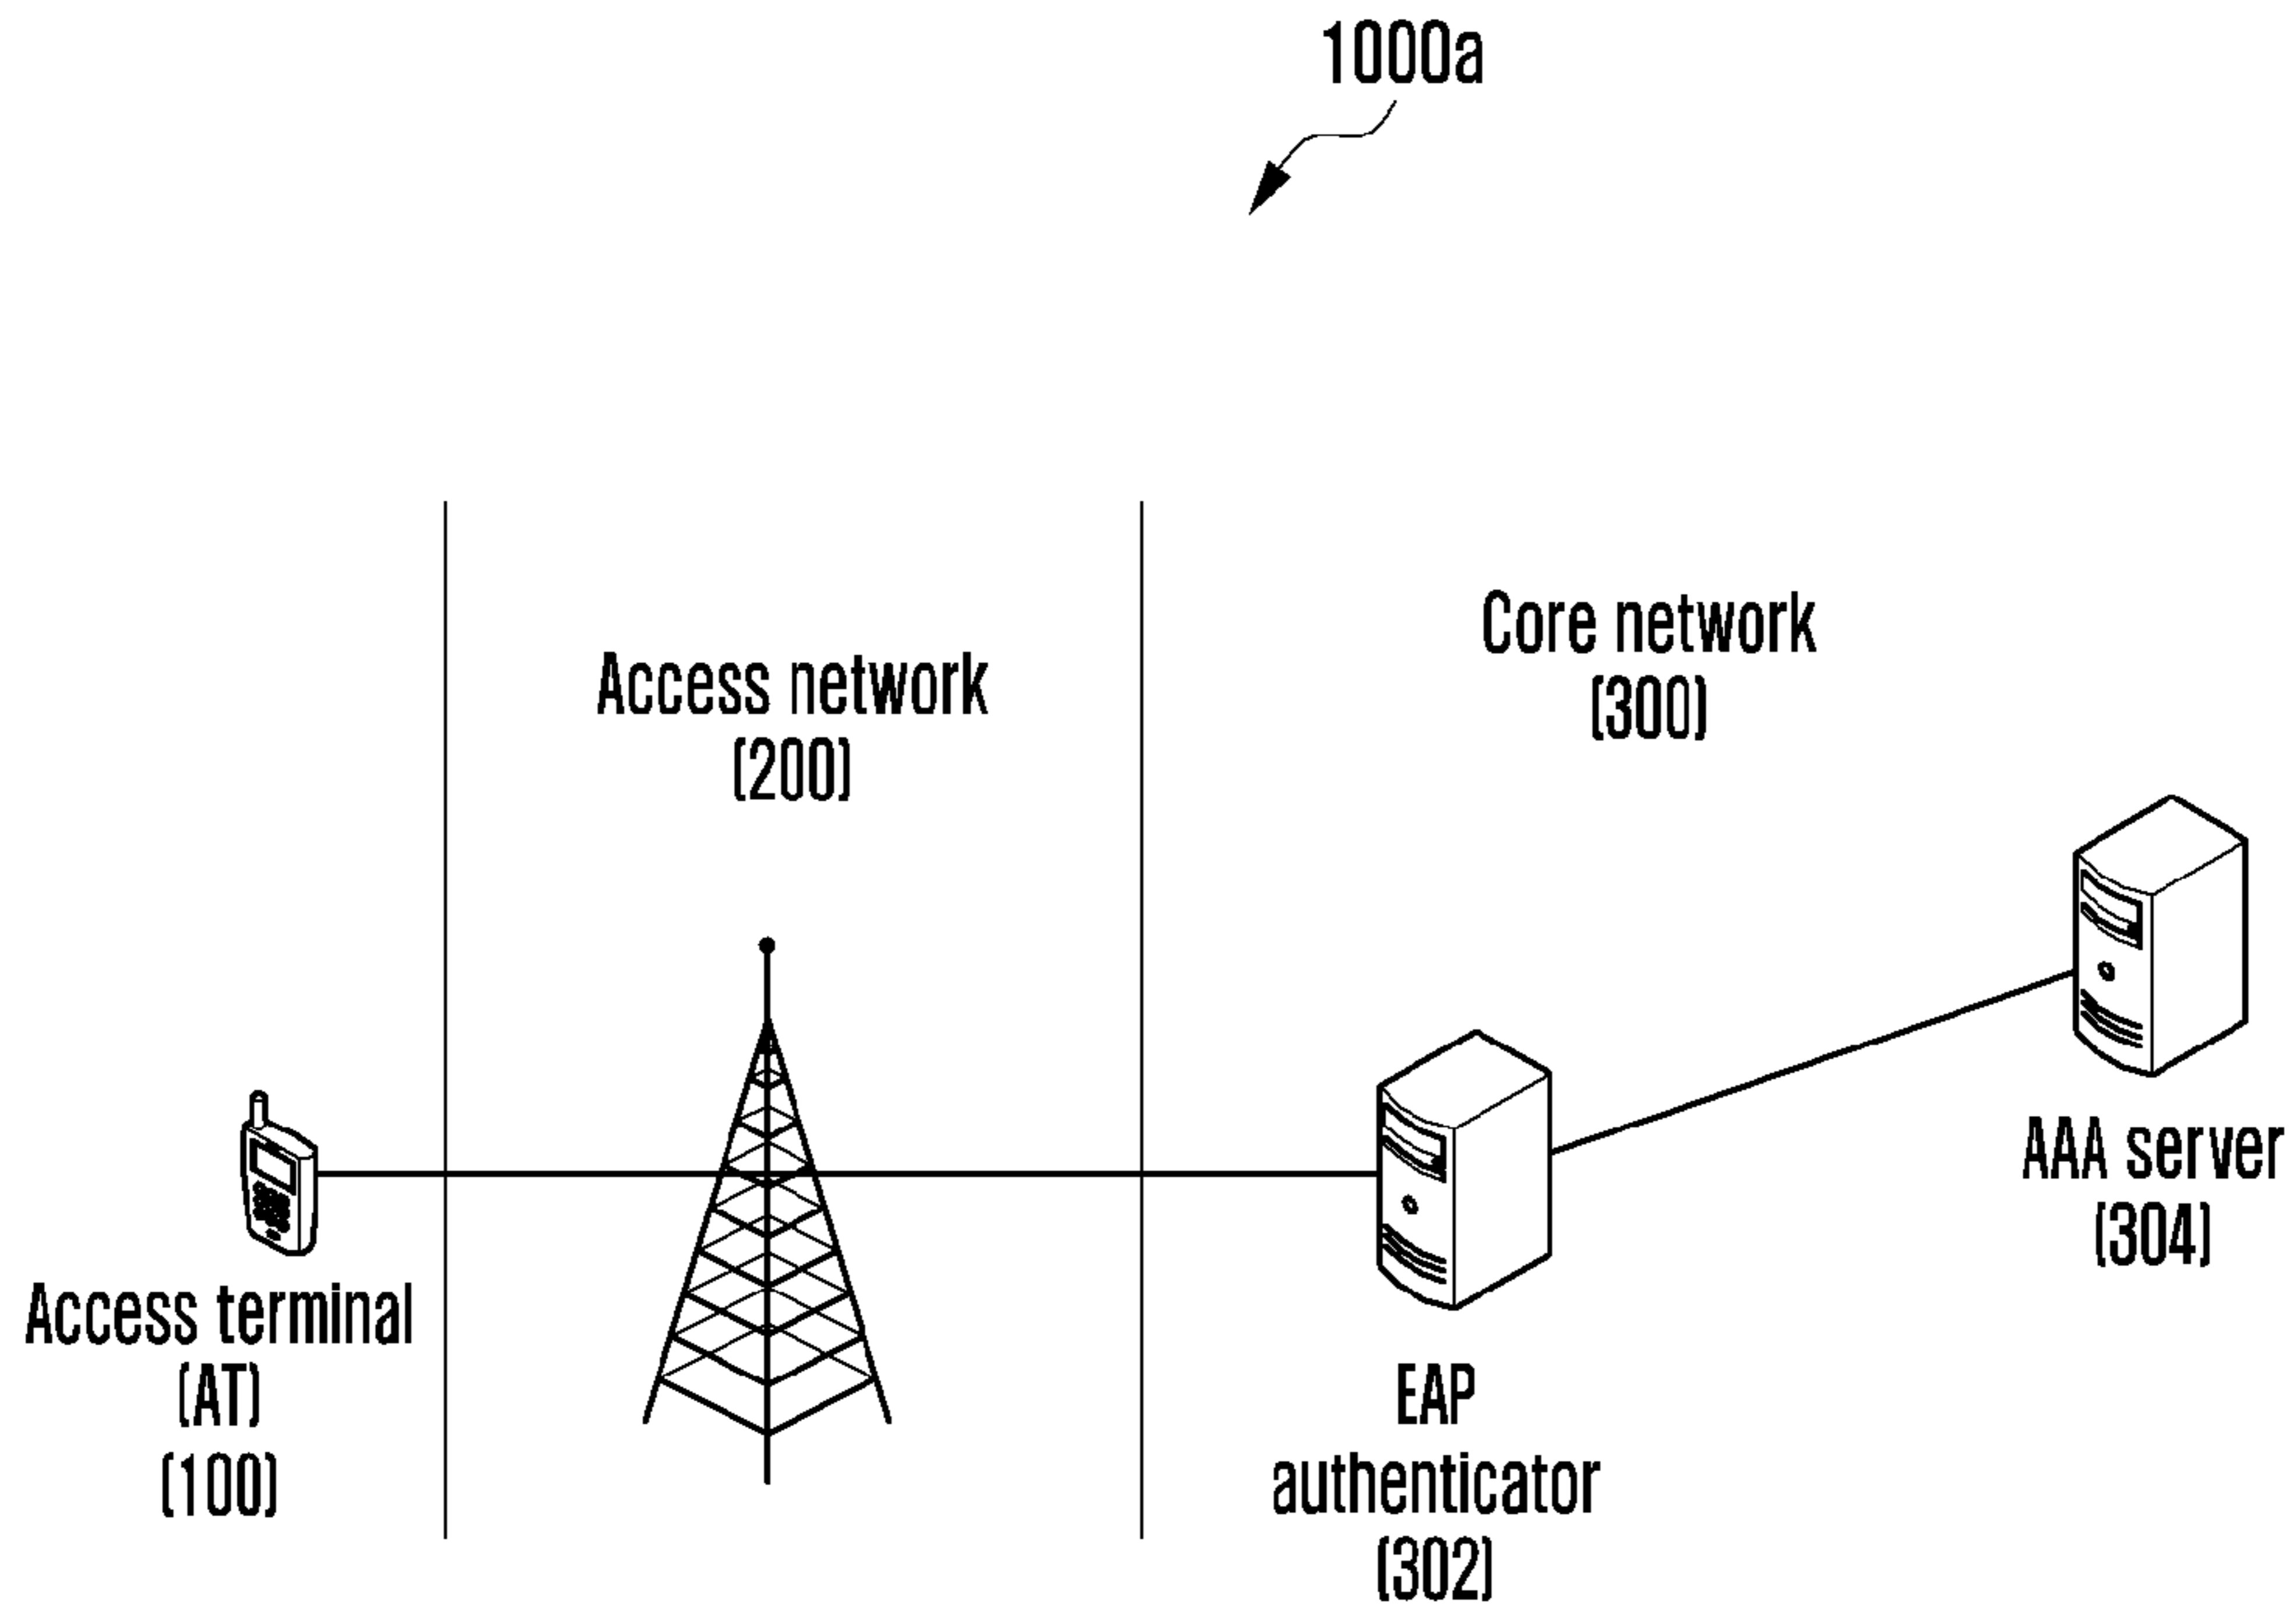 1000a
Access network
(200)
Core network
(300)
Access terminal
(AT)
(100)
EAP
authenticator
(302)
AAA server
(304)